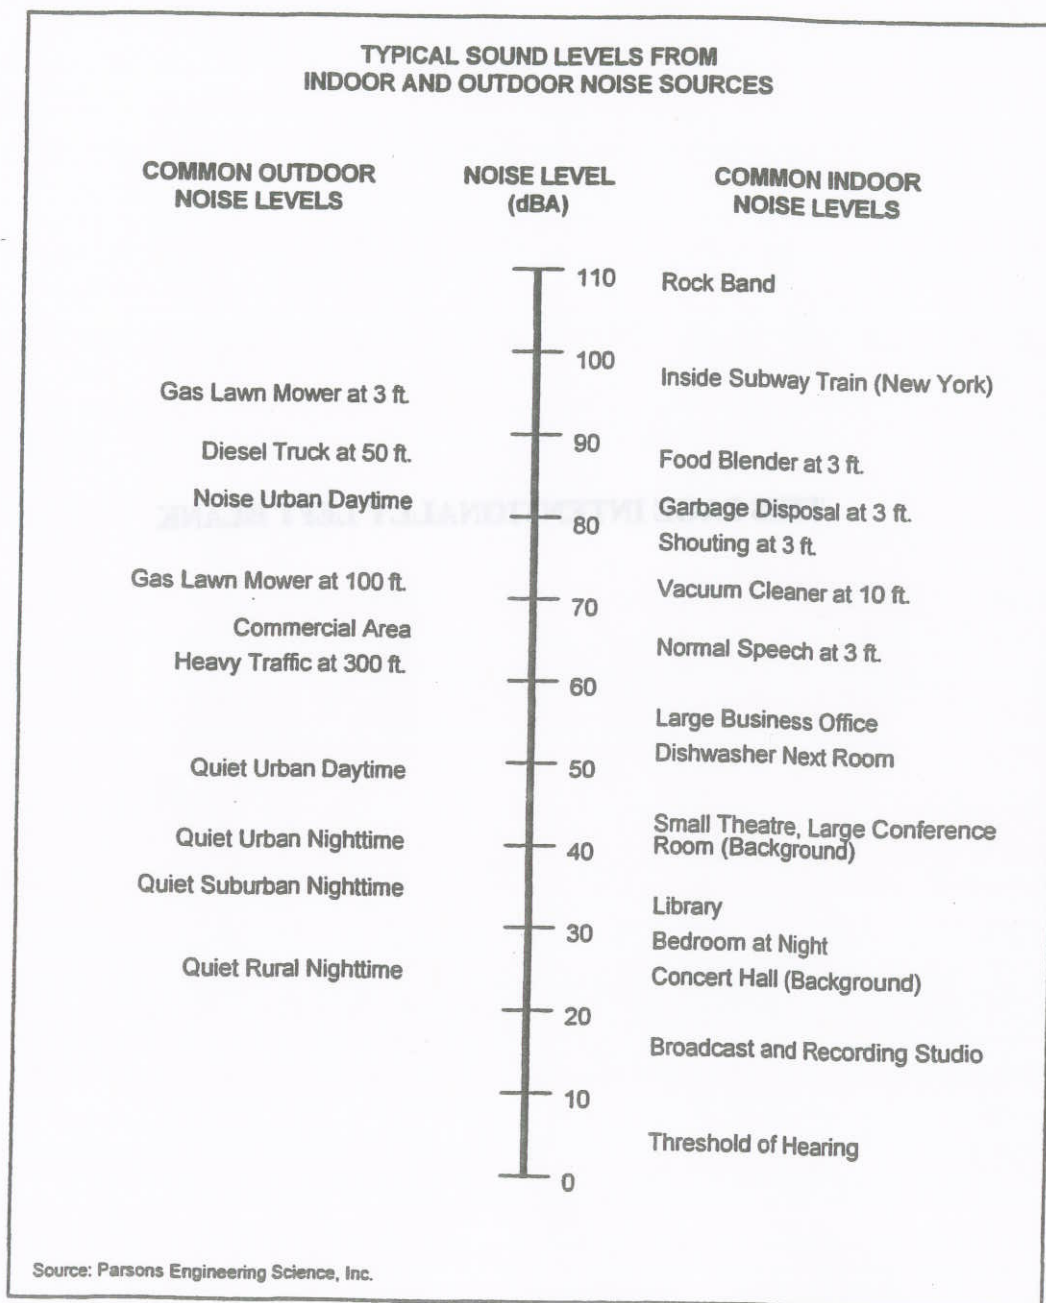 TYPICAL SOUND LEVELS FROM
INDOOR AND OUTDOOR NOISE SOURCES
COMMON OUTDOOR
NOISE LEVELS
NOISE LEVEL
(dBA)
COMMON INDOOR
NOISE LEVELS
110
Rock Band
100
Inside Subway Train (New York)
Gas Lawn Mower at 3 ft.
90
Diesel Truck at 50 ft.
Food Blender at 3 ft.
Noise Urban Daytime
Garbage Disposal at 3 ft.
80
Shouting at 3 ft.
Gas Lawn Mower at 100 ft.
Vacuum Cleaner at 10 ft.
70
Commercial Area
Normal Speech at 3 ft.
Heavy Traffic at 300 ft.
60
Large Business Office
Dishwasher Next Room
Quiet Urban Daytime
50
Small Theatre, Large Conference
Room (Background)
Quiet Urban Nighttime
40
Quiet Suburban Nighttime
Library
30
Bedroom at Night
Quiet Rural Nighttime
Concert Hall (Background)
20
Broadcast and Recording Studio
10
Threshold of Hearing
0
Source: Parsons Engineering Science, Inc.